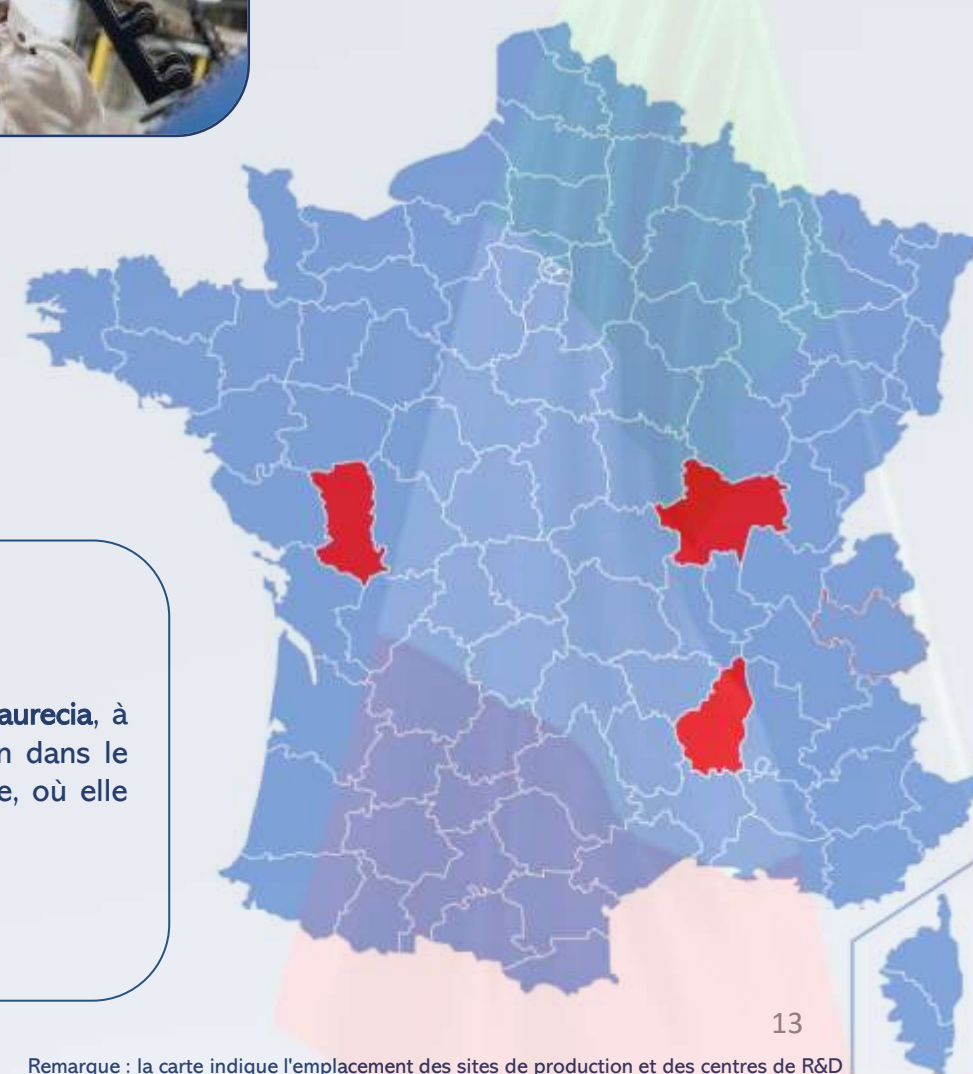 aurecia, à
n dans le
e, où elle
13
Remarque : la carte indique l'emplacement des sites de production et des centres de R&D